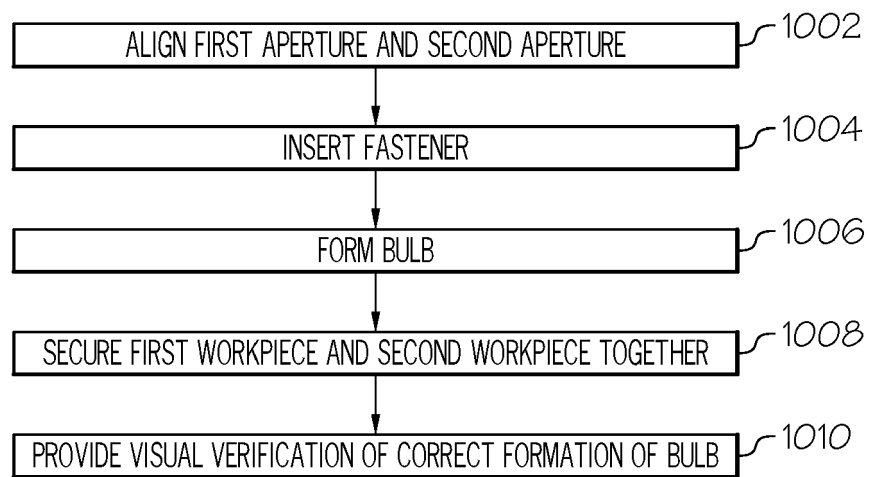 ALIGN FIRST APERTURE AND SECOND APERTURE 1002
INSERT FASTENER 1004
FORM BULB 1006
SECURE FIRST WORKPIECE AND SECOND WORKPIECE TOGETHER 1008
PROVIDE VISUAL VERIFICATION OF CORRECT FORMATION OF BULB 1010